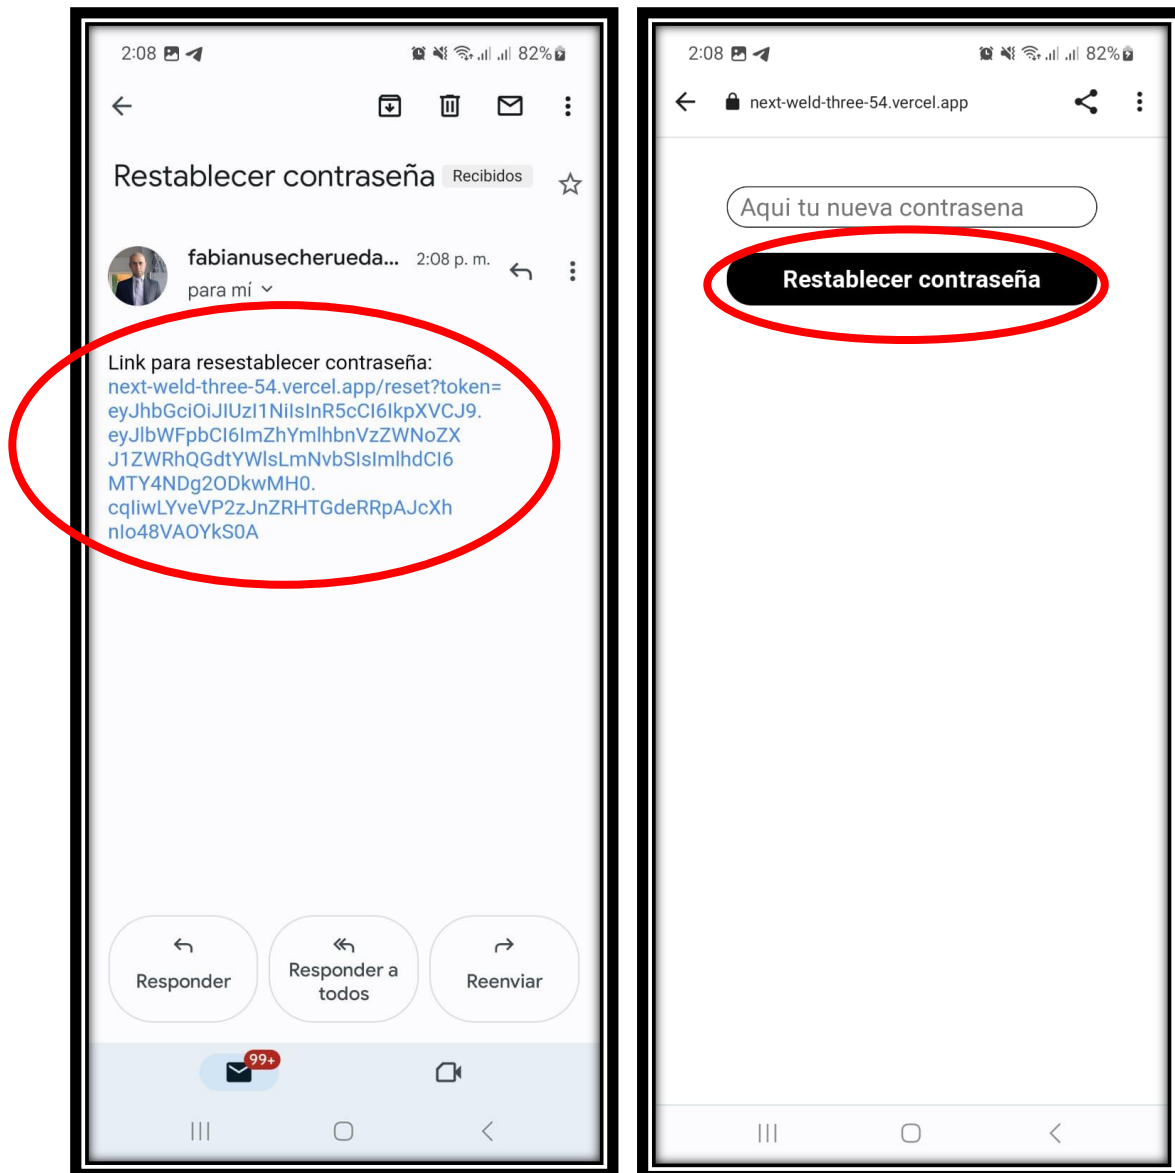 2:08
82%
Restablecer contraseña
Recibidos
fabianusecherueda...
2:08 p. m.
para mí
Link para resestablecer contraseña:
next-weld-three-54.vercel.app/reset?token=
eyJhbGciOiJIUzI1NiIsInR5cCI6IkpXVCJ9.
eyJlbWFpbCI6ImZhYmlhbnVzZWNoZX
J1ZWRhQGdtYWlsLmNvbSIsImlhdCI6
MTY4NDg2ODkwMH0.
cqIiwLYveVP2zJnZRHTGdeRRpAJcXh
nIo48VAOYkS0A
Responder
Responder a
todos
Reenviar
99+
2:08
82%
next-weld-three-54.vercel.app
Aqui tu nueva contrasena
Restablecer contraseña